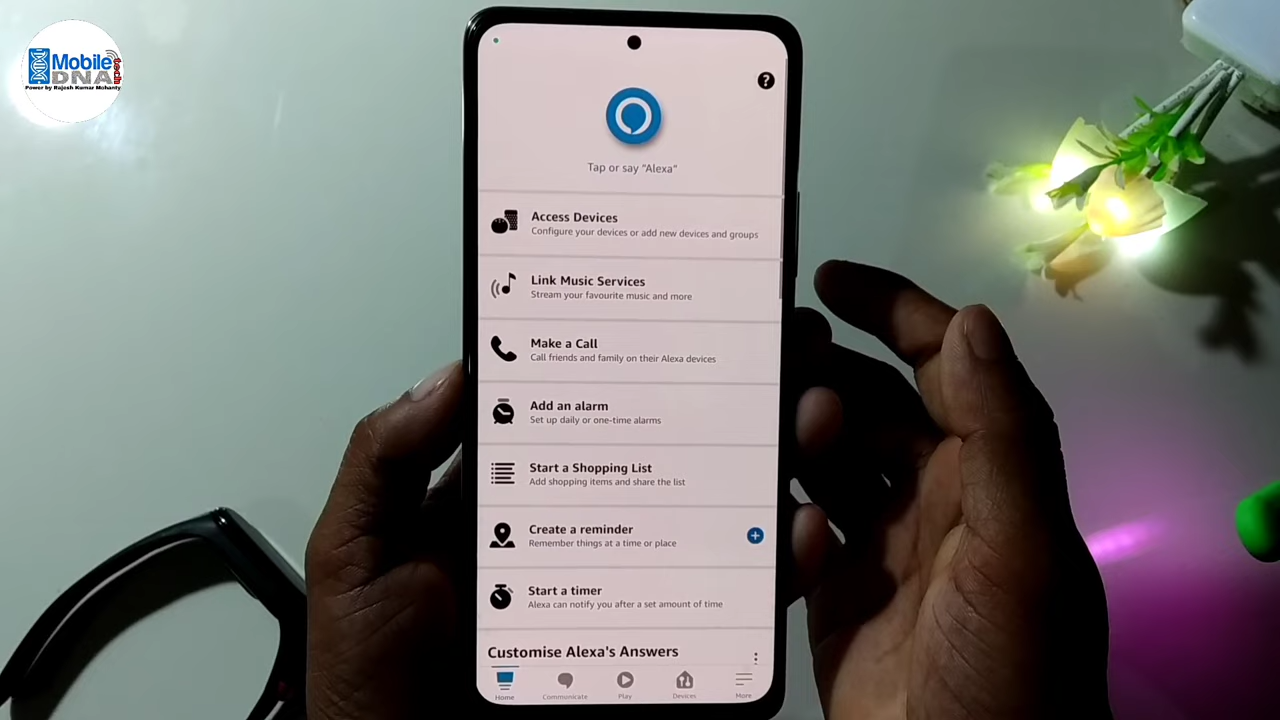 Mobile
DNA
tech
Power by Rajesh Kumar Mohanty
?
Tap or say "Alexa"
Access Devices
Configure your devices or add new devices and groups
Link Music Services
Stream your favourite music and more
Make a Call
Call friends and family on their Alexa devices
Add an alarm
Set up daily or one-time alarms
Start a Shopping List
Add shopping items and share the list
Create a reminder
Remember things at a time or place
Start a timer
Alexa can notify you after a set amount of time
Customise Alexa's Answers
Home Communicate Play Devices More